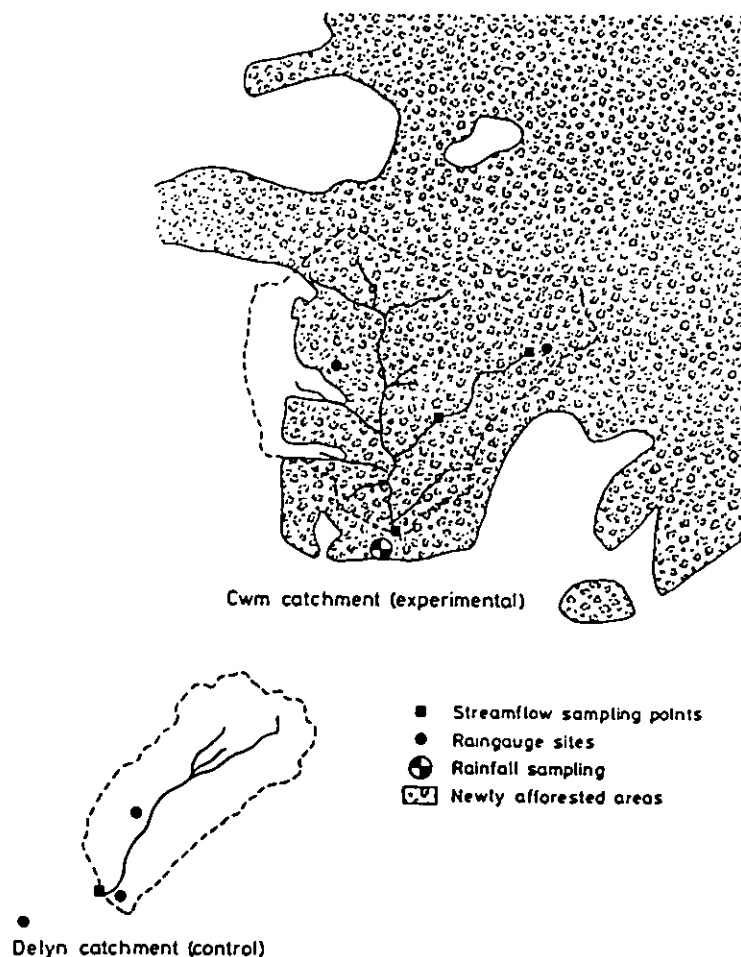 Cwm catchment (experimental)
Streamflow sampling points
Raingauge sites
Rainfall sampling
Newly afforested areas
Delyn catchment (control)